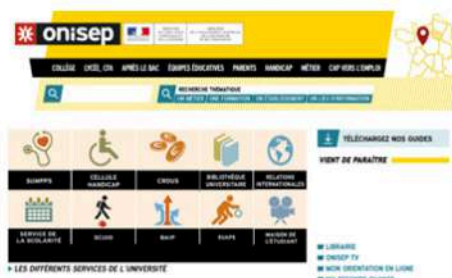 onisep
COLLÈGE LYCÉE, CFA APRÈS LE BAC ÉQUIPES ÉDUCATIVES PARENTS HANDICAP MÉTIER CAP VERS L'EMPLOI
RECHERCHE THÉMATIQUE
UN MÉTIER | UNE FORMATION | UN ÉTABLISSEMENT | UN LIEU D'INFORMATION
TÉLÉCHARGEZ NOS GUIDES
VIENT DE PARAÎTRE
SUMPPS CELLULE HANDICAP CROUS BIBLIOTHÈQUE UNIVERSITAIRE RELATIONS INTERNATIONALES
SERVICE DE LA SCOLARITÉ SCUIO BAIP SUAPS MAISON DE L'ÉTUDIANT
LES DIFFÉRENTS SERVICES DE L'UNIVERSITÉ
LIBRAIRIE
ONISEP TV
MON ORIENTATION EN LIGNE